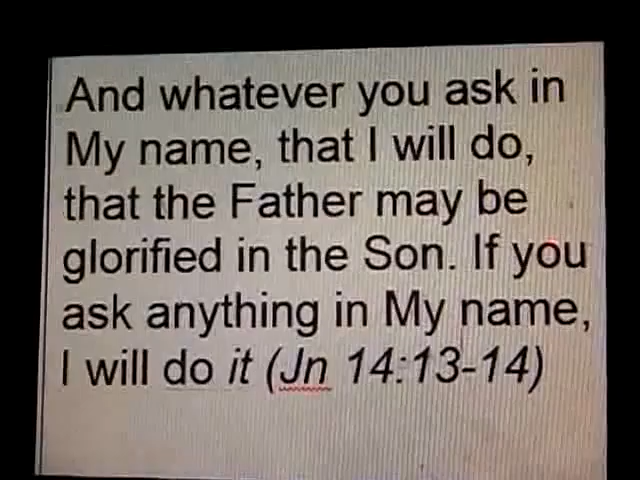 And whatever you ask in
My name, that I will do,
that the Father may be
glorified in the Son. If you
ask anything in My name,
I will do it (Jn 14:13-14)